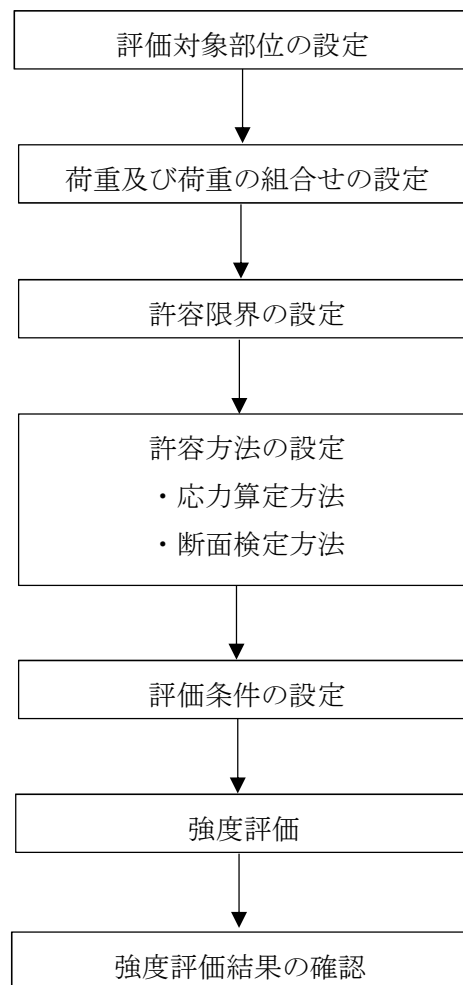 評価対象部位の設定
荷重及び荷重の組合せの設定
許容限界の設定
許容方法の設定
・応力算定方法
・断面検定方法
評価条件の設定
強度評価
強度評価結果の確認